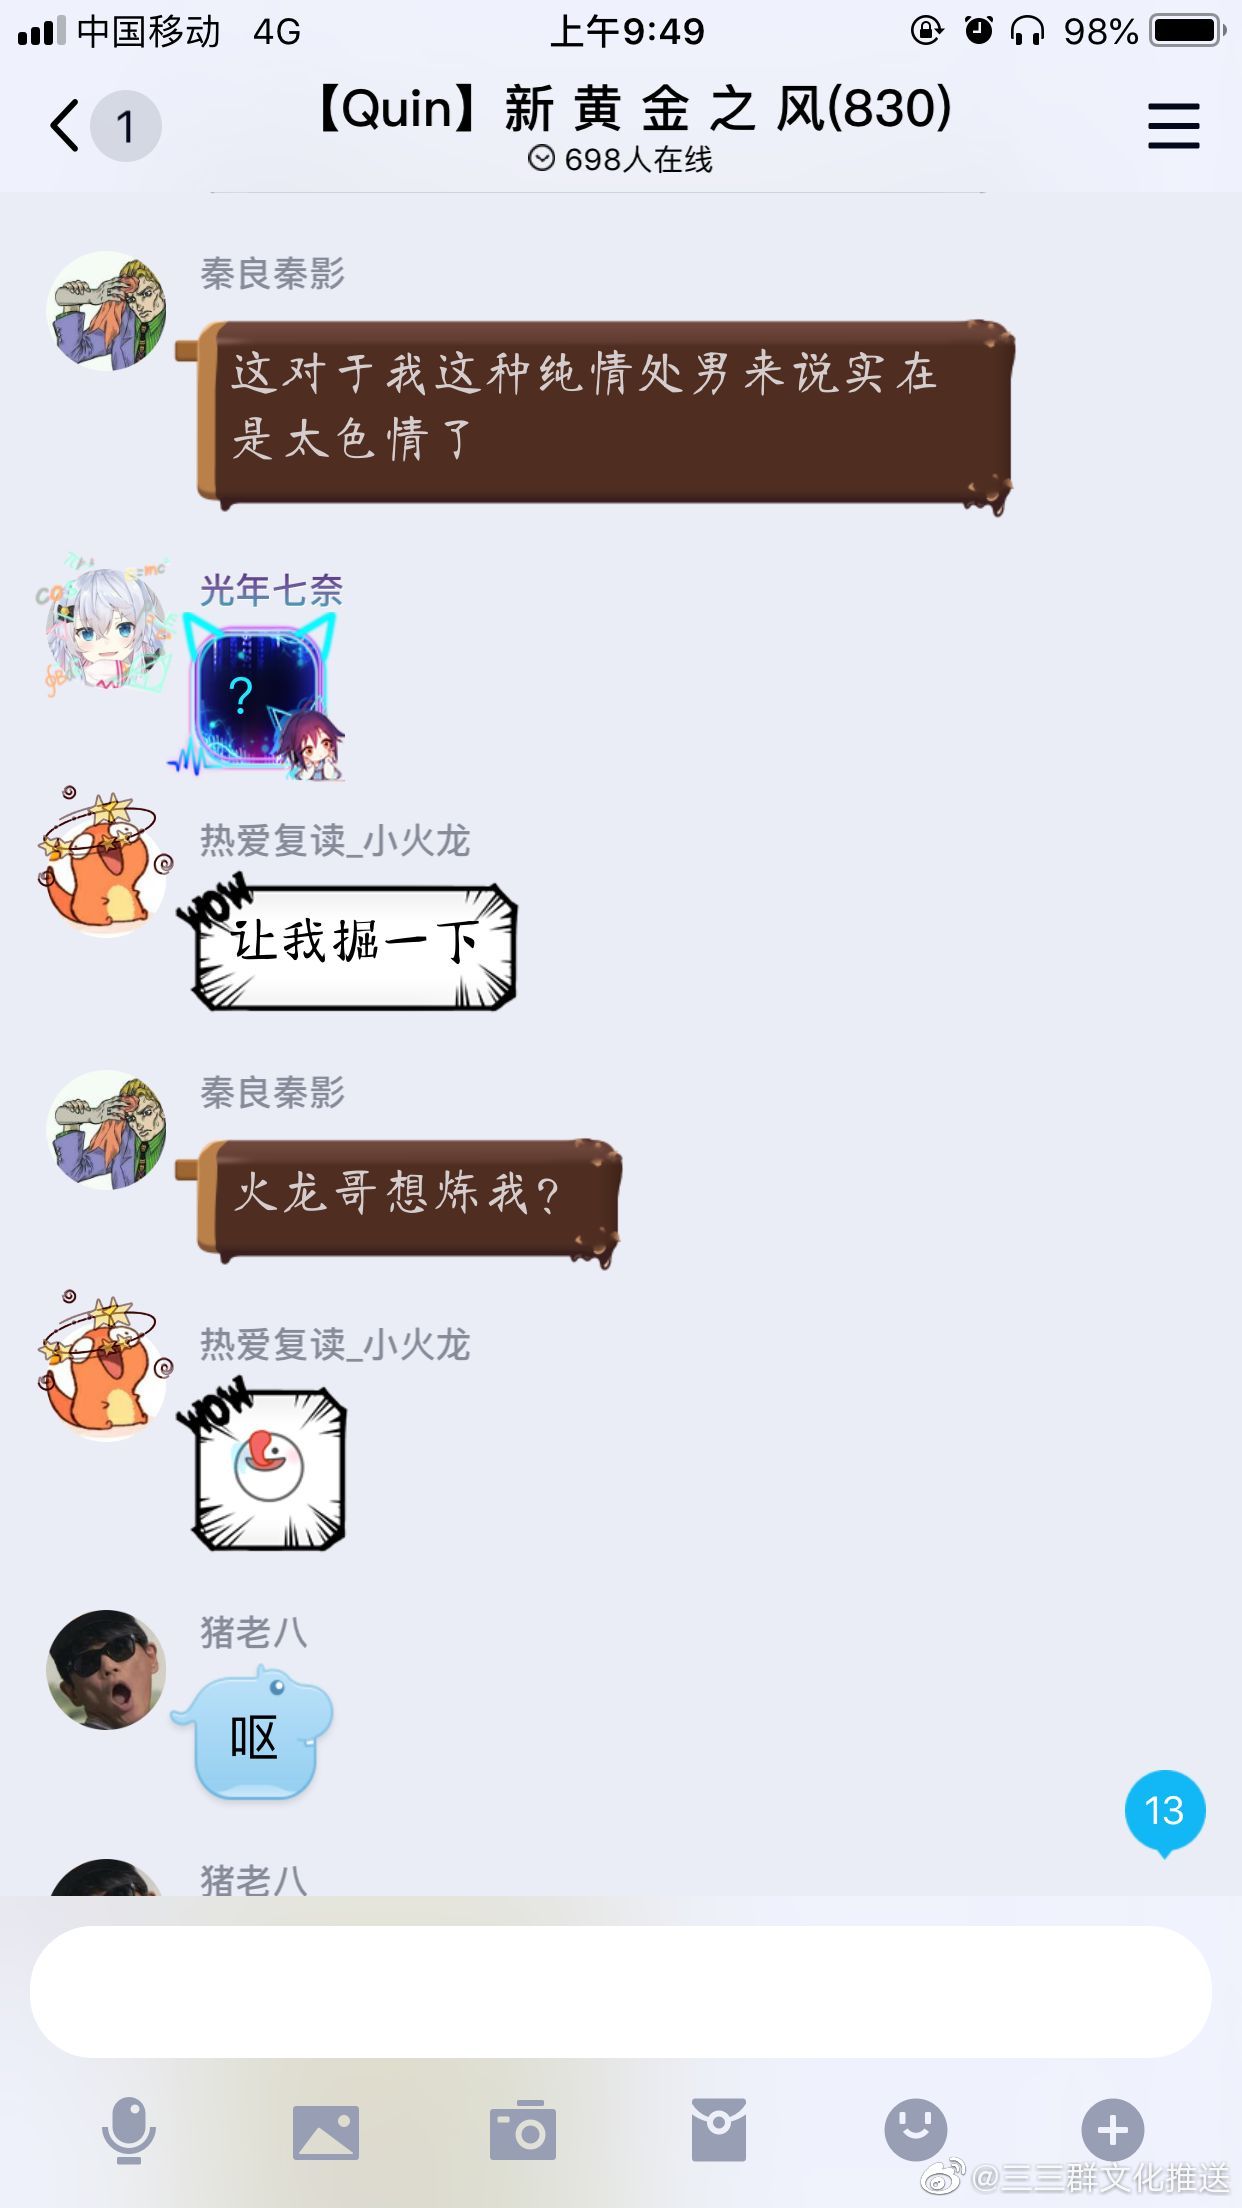 中国移动 4G 上午9:49 98%
1
【Quin】新 黄 金 之 风(830)
698人在线
秦良秦影
这对于我这种纯情处男来说实在
是太色情了
光年七奈
?
热爱复读_小火龙
WOW
让我掘一下
秦良秦影
火龙哥想炼我?
热爱复读_小火龙
WOW
猪老八
呕
13
猪老八
@三三群文化推送